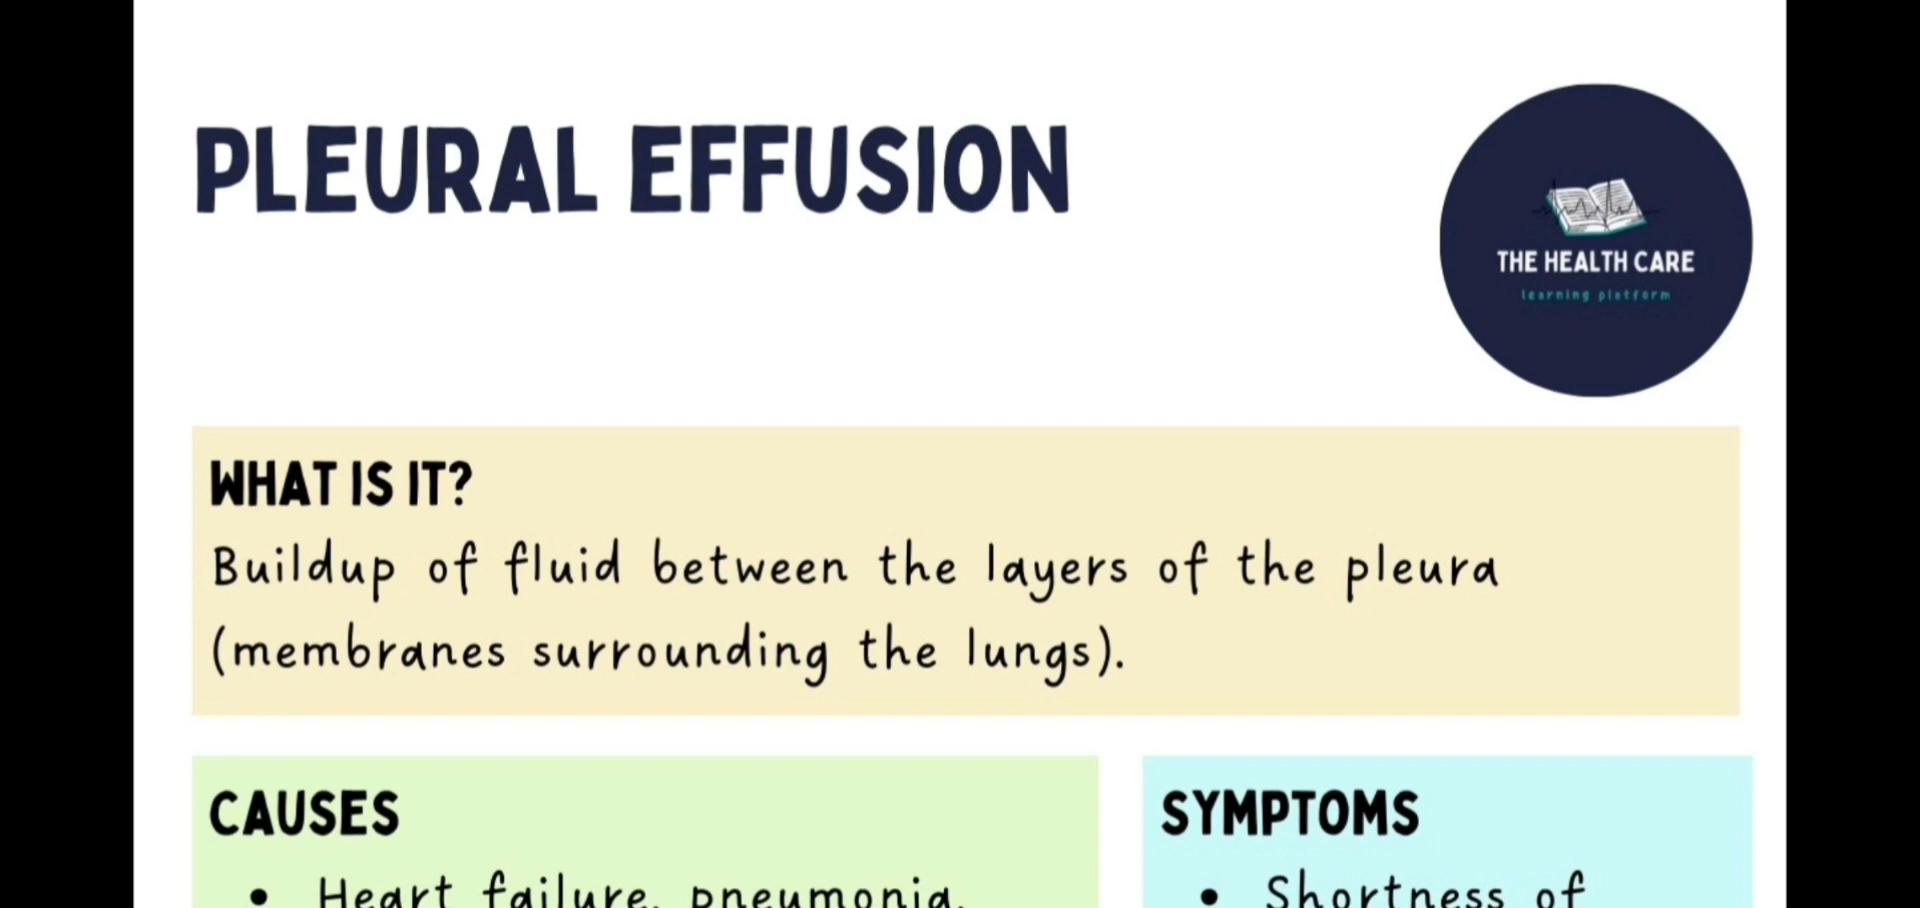 PLEURAL EFFUSION
THE HEALTH CARE
learning platform
WHAT IS IT?
Buildup of fluid between the layers of the pleura
(membranes surrounding the lungs).
CAUSES
• Heart failure, pneumonia,
SYMPTOMS
• Shortness of